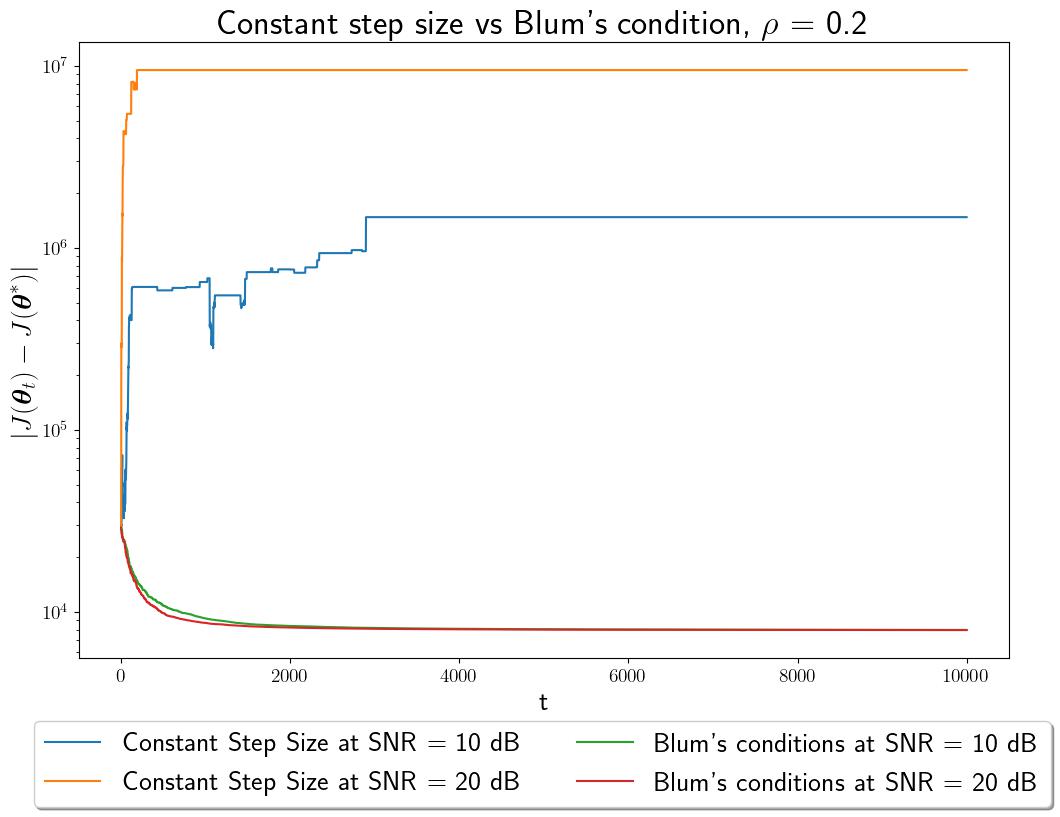 Constant step size vs Blum's condition, ρ = 0.2
10⁷
10⁶
10⁵
10⁴
|J(θₜ) − J(θ*)|
0 2000 4000 6000 8000 10000
t
Constant Step Size at SNR = 10 dB
Constant Step Size at SNR = 20 dB
Blum's conditions at SNR = 10 dB
Blum's conditions at SNR = 20 dB